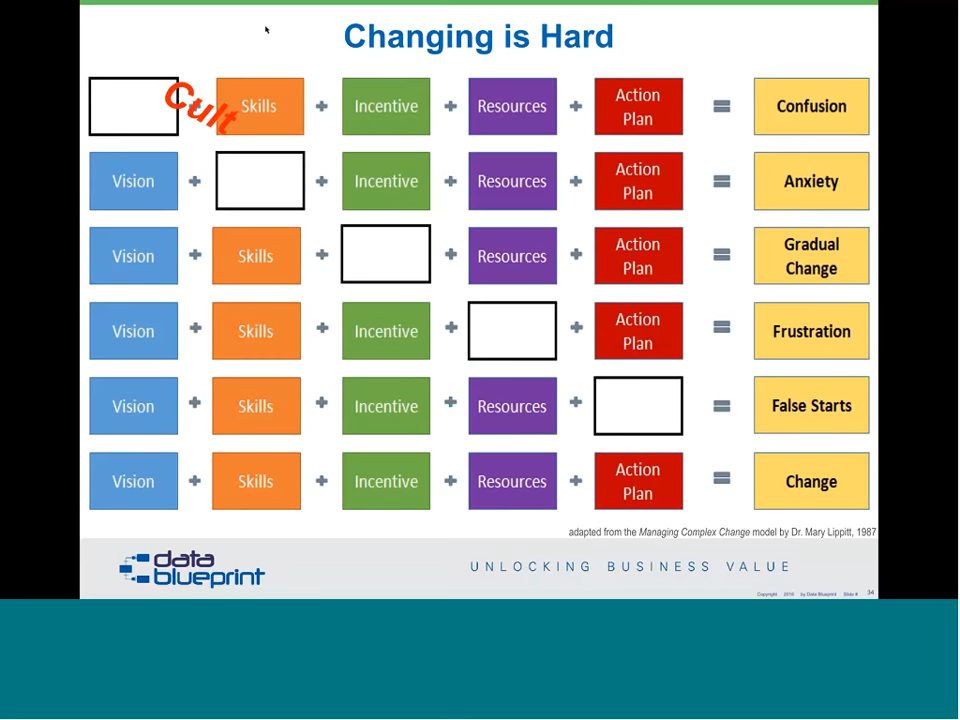 Changing is Hard
Cult
+ Skills + Incentive + Resources + Action Plan = Confusion
Vision + + Incentive + Resources + Action Plan = Anxiety
Vision + Skills + + Resources + Action Plan = Gradual Change
Vision + Skills + Incentive + + Action Plan = Frustration
Vision + Skills + Incentive + Resources + = False Starts
Vision + Skills + Incentive + Resources + Action Plan = Change
adapted from the Managing Complex Change model by Dr. Mary Lippitt, 1987
data
blueprint
UNLOCKING BUSINESS VALUE
Copyright 2018 by Data Blueprint Slide # 34